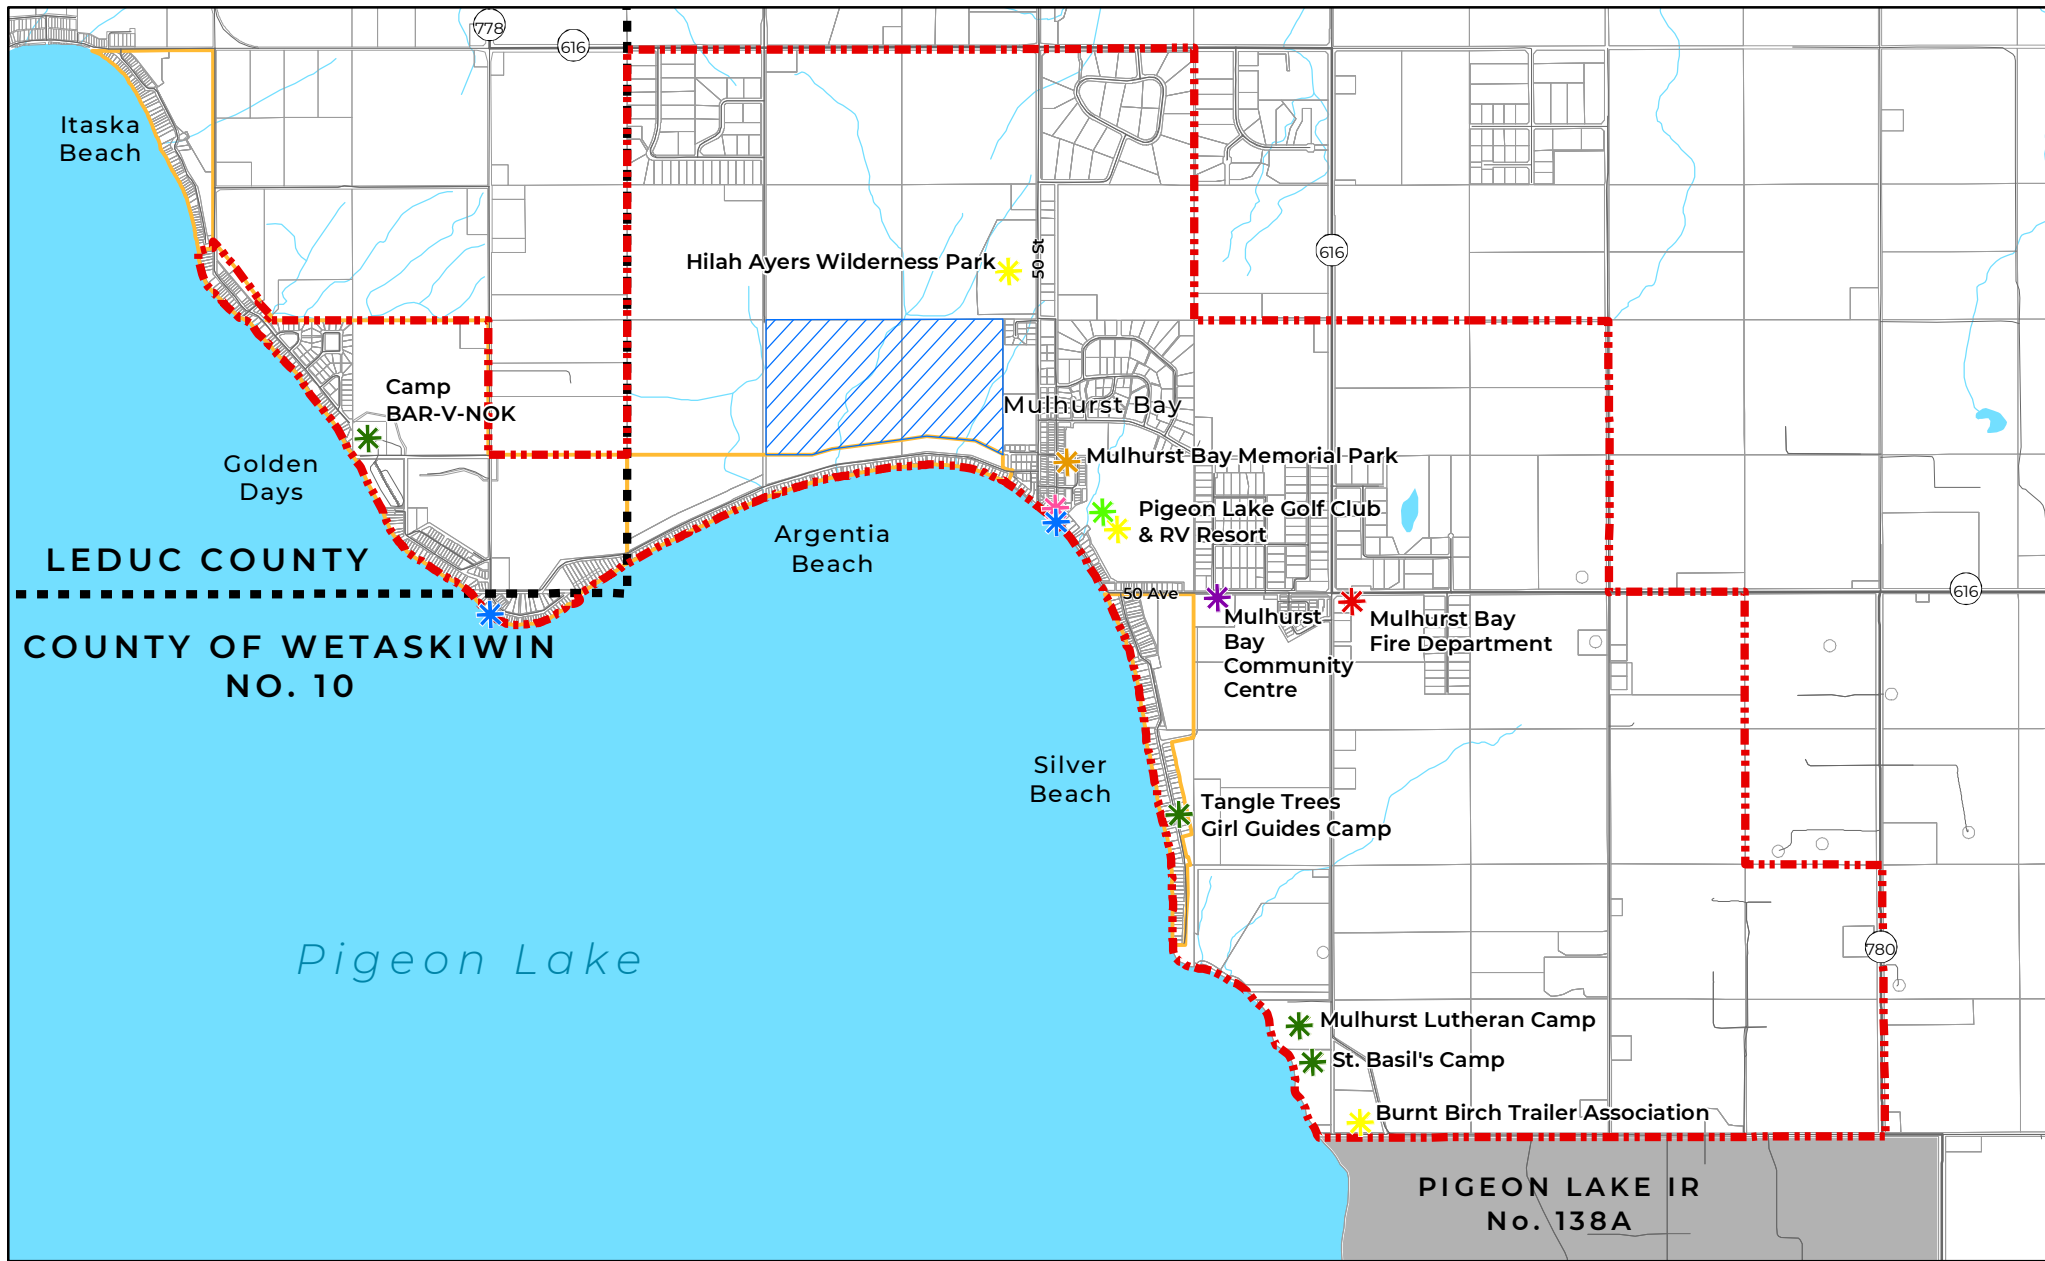 778
616
Itaska
Beach
Hilah Ayers Wilderness Park
50 St
616
Camp
BAR-V-NOK
Mulhurst Bay
Mulhurst Bay Memorial Park
Golden
Days
Pigeon Lake Golf Club
& RV Resort
Argentia
Beach
LEDUC COUNTY
50 Ave
616
Mulhurst
Bay
Community
Centre
Mulhurst Bay
Fire Department
COUNTY OF WETASKIWIN
NO. 10
Silver
Beach
Tangle Trees
Girl Guides Camp
Pigeon Lake
780
Mulhurst Lutheran Camp
St. Basil's Camp
Burnt Birch Trailer Association
PIGEON LAKE IR
No. 138A